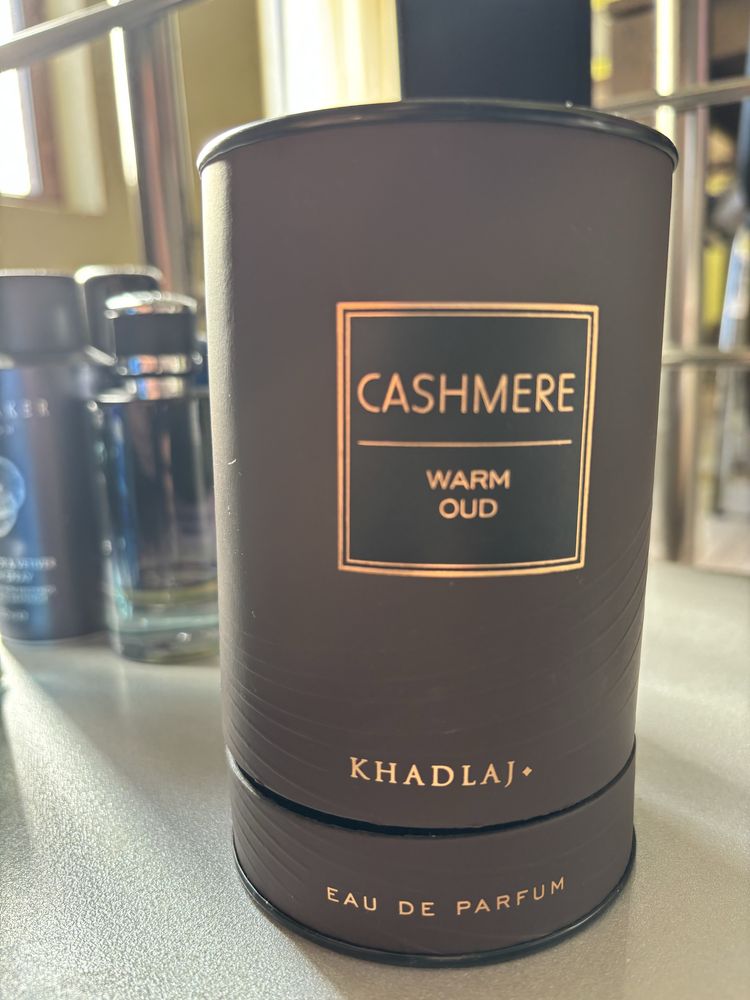 CASHMERE
WARM
OUD
KHADLAJ
EAU DE PARFUM